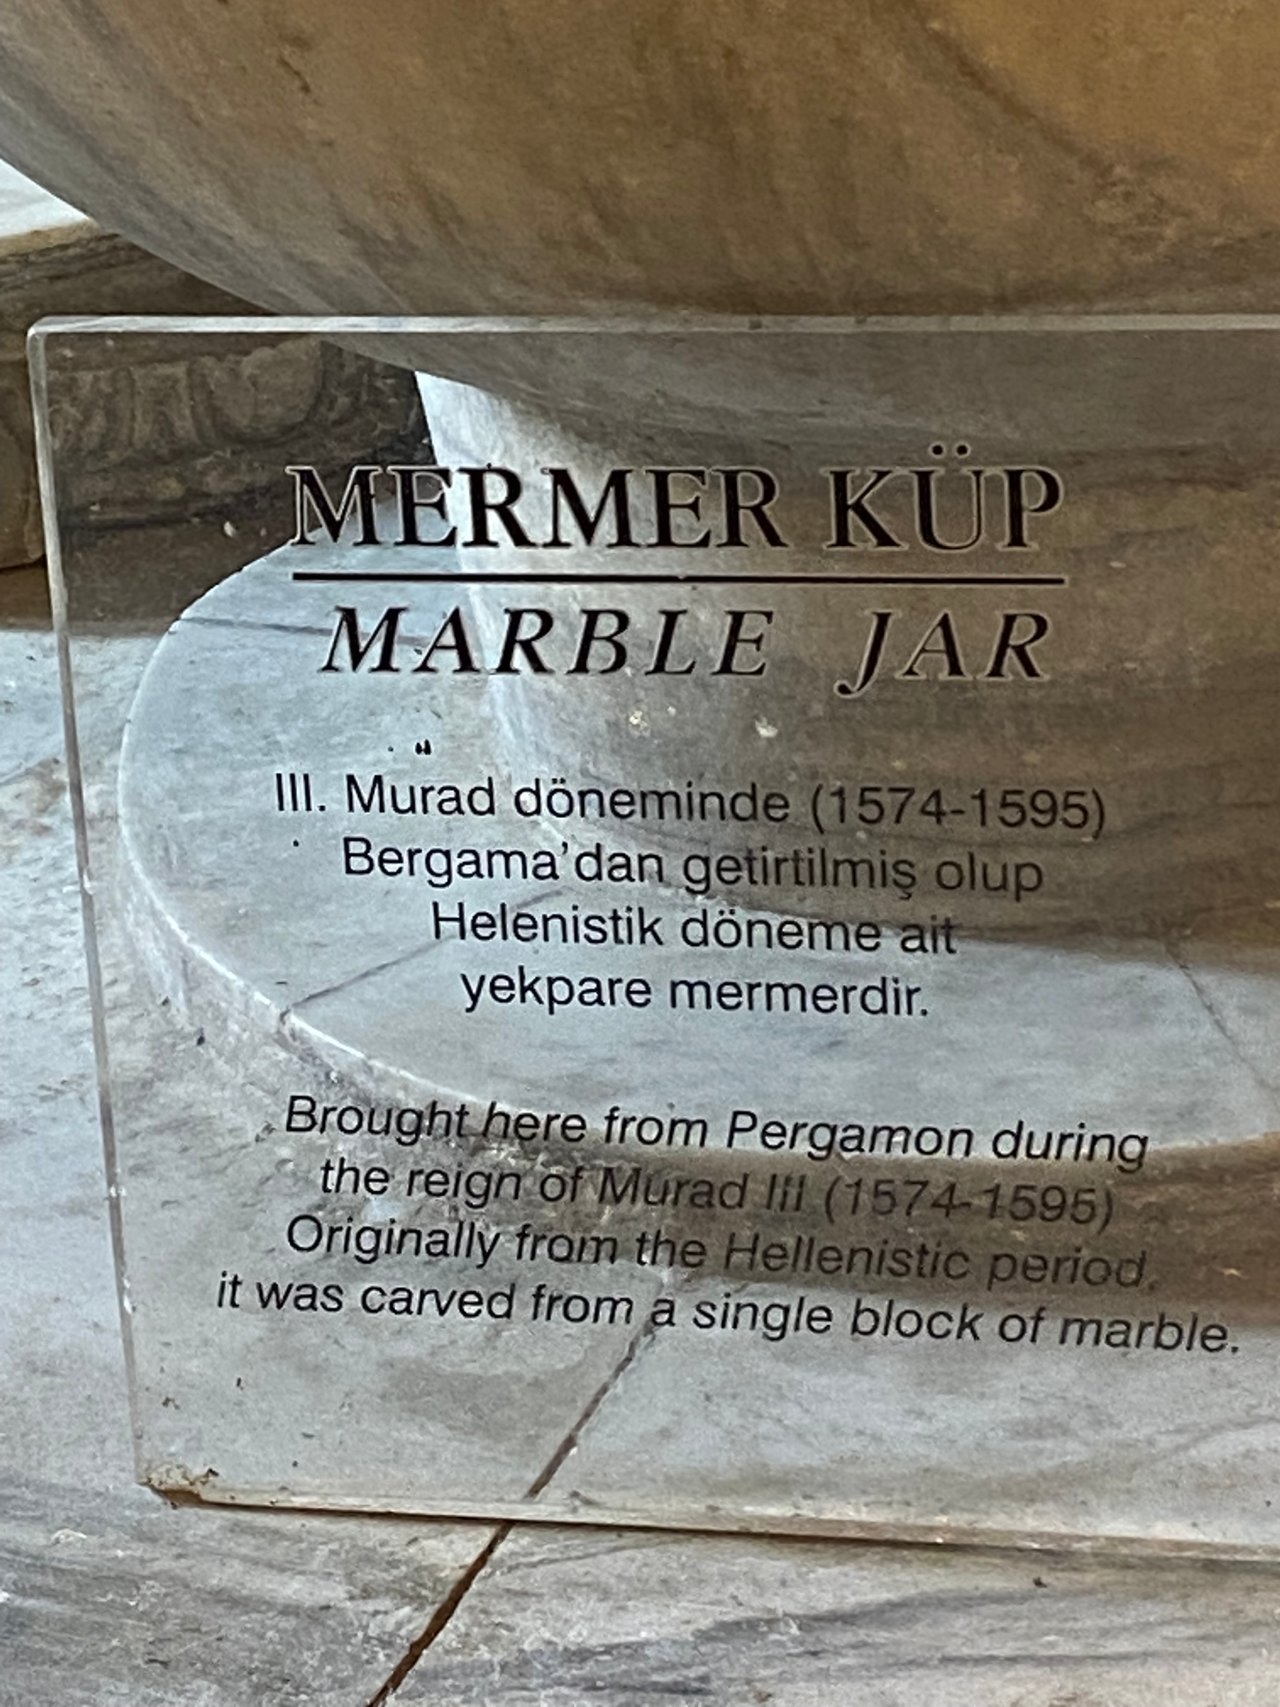 MERMER KÜP
MARBLE JAR
III. Murad döneminde (1574-1595)
Bergama'dan getirtilmiş olup
Helenistik döneme ait
yekpare mermerdir.
Brought here from Pergamon during
the reign of Murad III (1574-1595)
Originally from the Hellenistic period,
it was carved from a single block of marble.